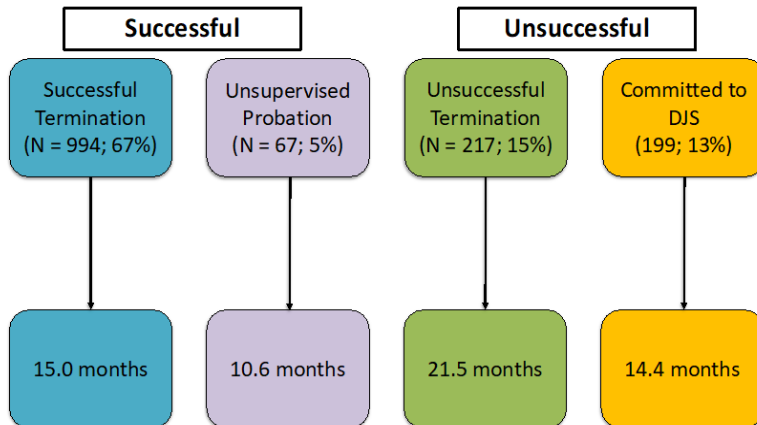 Successful
Unsuccessful
Successful
Termination
(N = 994; 67%)
Unsupervised
Probation
(N = 67; 5%)
Unsuccessful
Termination
(N = 217; 15%)
Committed to
DJS
(199; 13%)
15.0 months
10.6 months
21.5 months
14.4 months